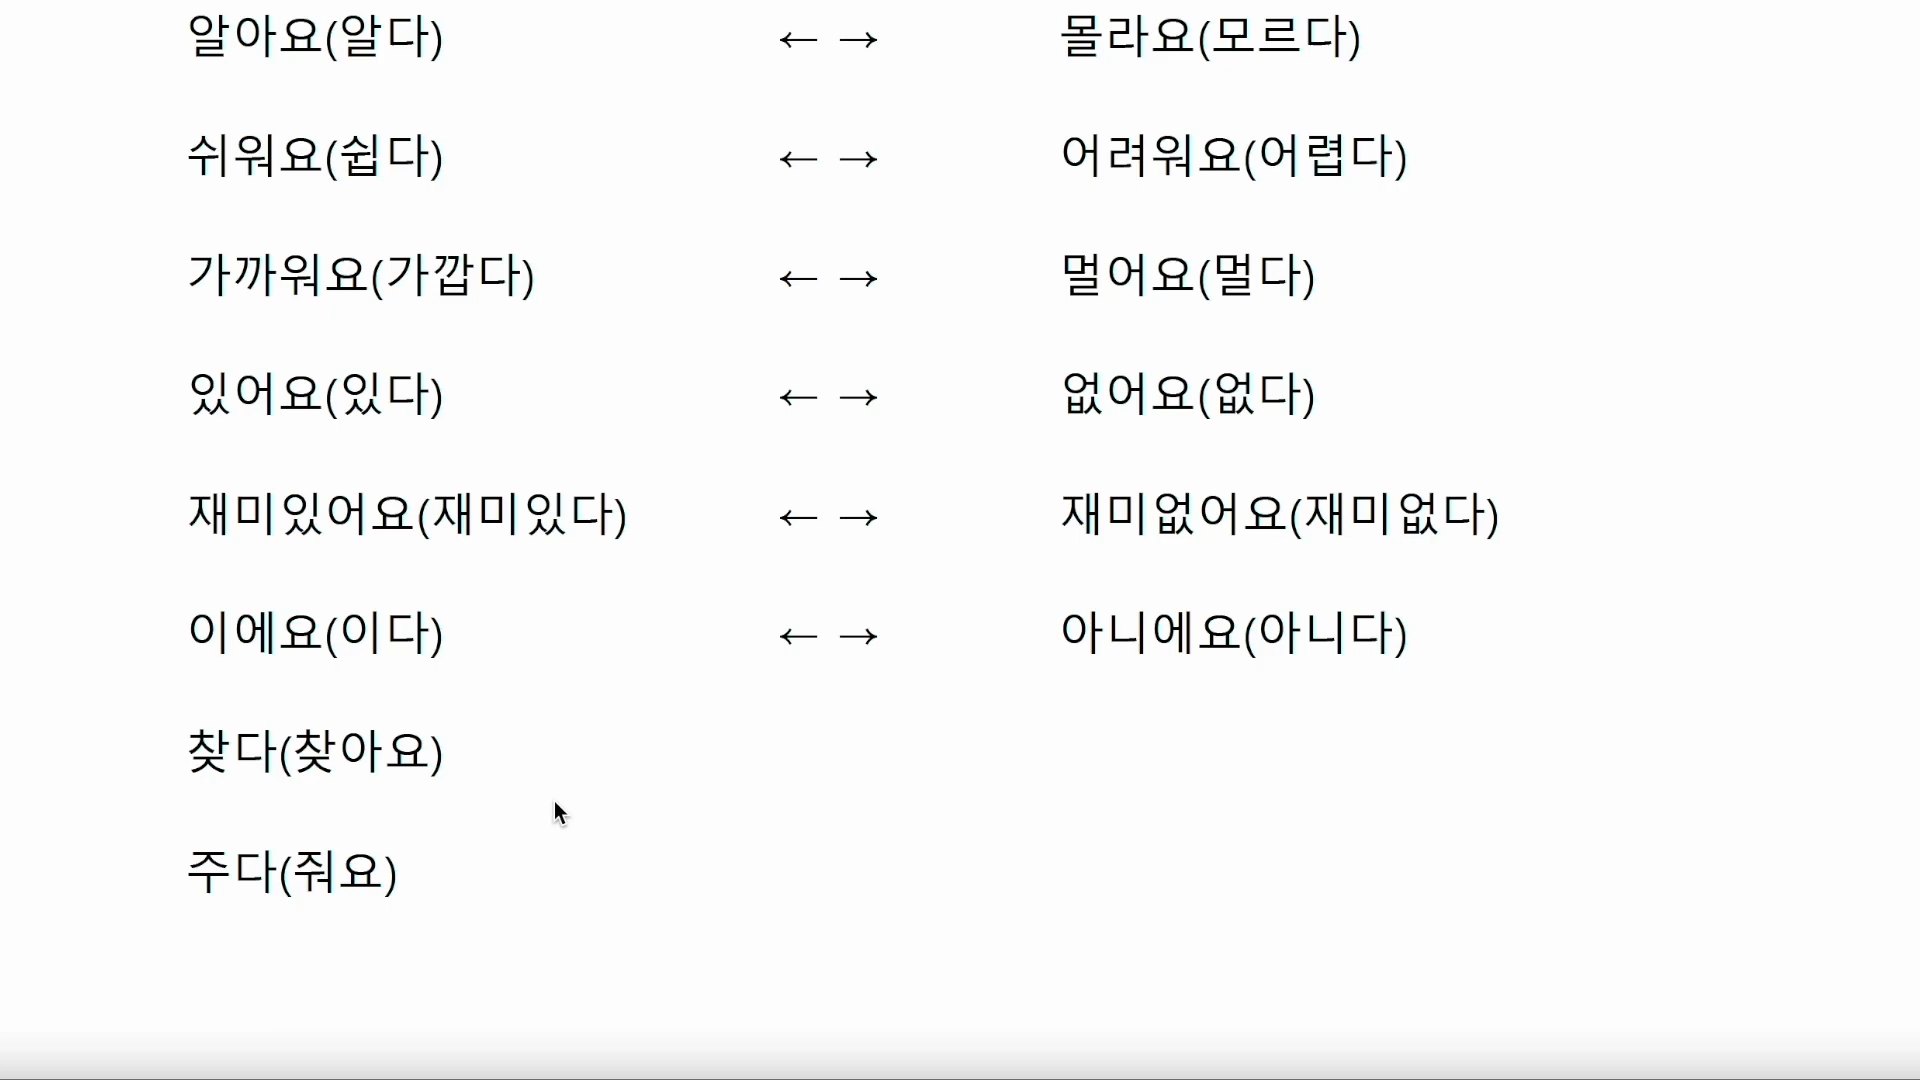 알아요(알다) ← → 몰라요(모르다)
쉬워요(쉽다) ← → 어려워요(어렵다)
가까워요(가깝다) ← → 멀어요(멀다)
있어요(있다) ← → 없어요(없다)
재미있어요(재미있다) ← → 재미없어요(재미없다)
이에요(이다) ← → 아니에요(아니다)
찾다(찾아요)
주다(줘요)